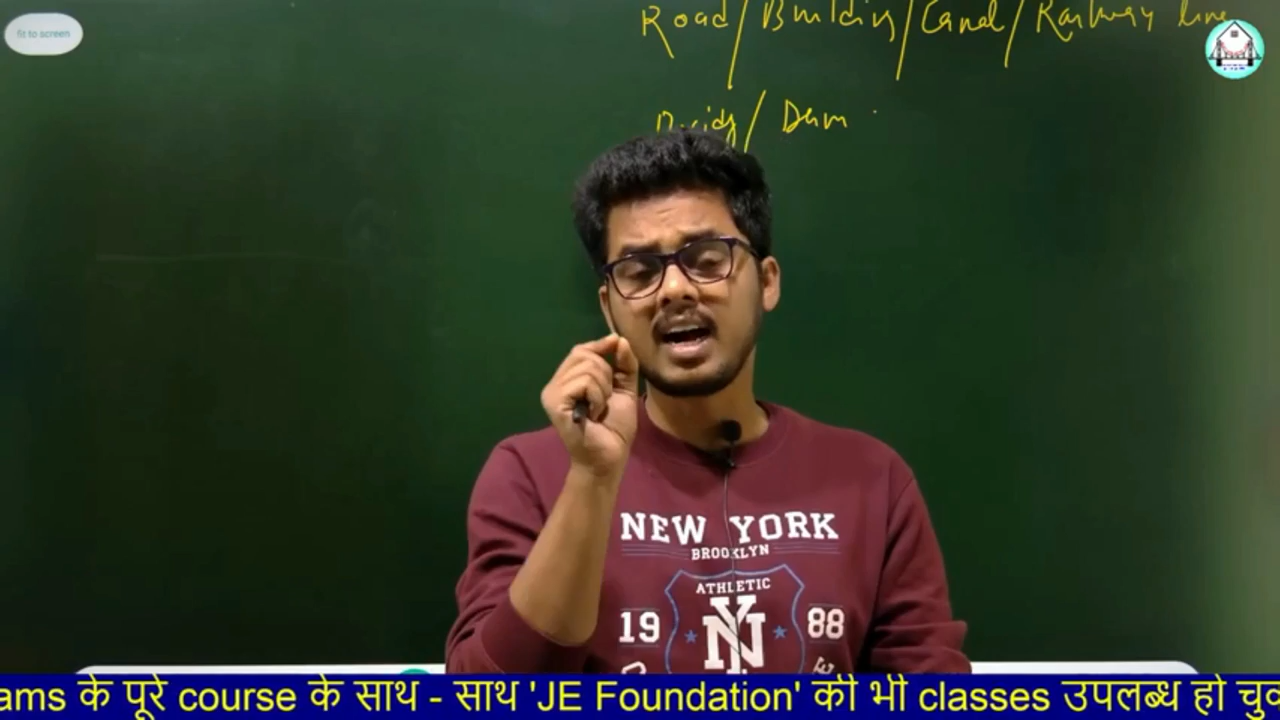 fit to screen
Road/Building/Canal/Railway line
/ Dam
NEW YORK
BROOKLYN
ATHLETIC
19 NY 88
ams के पूरे course के साथ - साथ 'JE Foundation' की भी classes उपलब्ध हो चुक